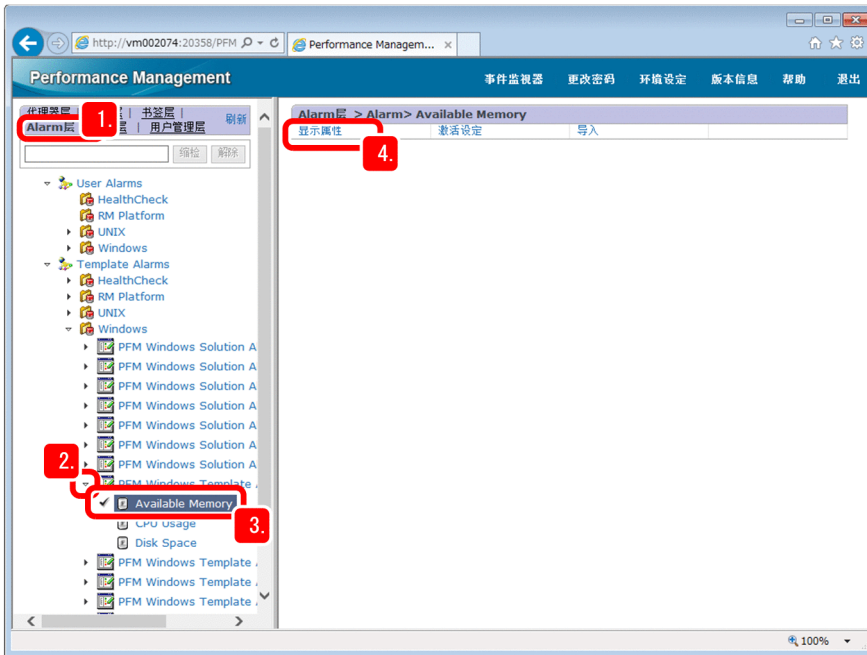 http://vm002074:20358/PFM
Performance Managem...
Performance Management
事件监视器 更改密码 环境设定 版本信息 帮助 退出
代理器层 | | 书签层 |
Alarm层 | 用户管理层
刷新
1.
缩检 解除
User Alarms
HealthCheck
RM Platform
UNIX
Windows
Template Alarms
HealthCheck
RM Platform
UNIX
Windows
PFM Windows Solution A
PFM Windows Solution A
PFM Windows Solution A
PFM Windows Solution A
PFM Windows Solution A
PFM Windows Solution A
PFM Windows Solution A
2.
PFM Windows Template
Available Memory
3.
CPU Usage
Disk Space
PFM Windows Template
PFM Windows Template
PFM Windows Template
Alarm层 > Alarm> Available Memory
显示属性 激活设定 导入
4.
100%